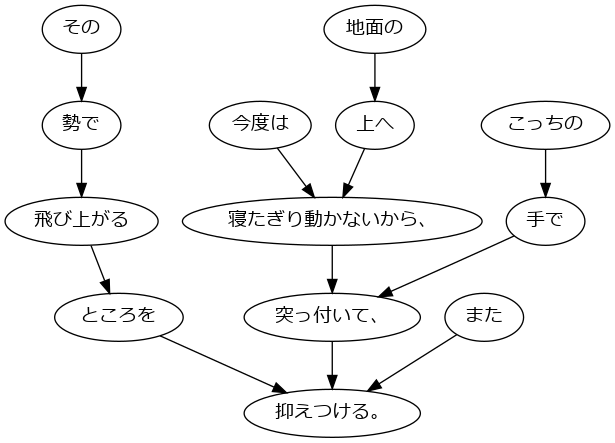 その
地面の
勢で
今度は
上へ
こっちの
飛び上がる
寝たぎり動かないから、
手で
ところを
突っ付いて、
また
抑えつける。